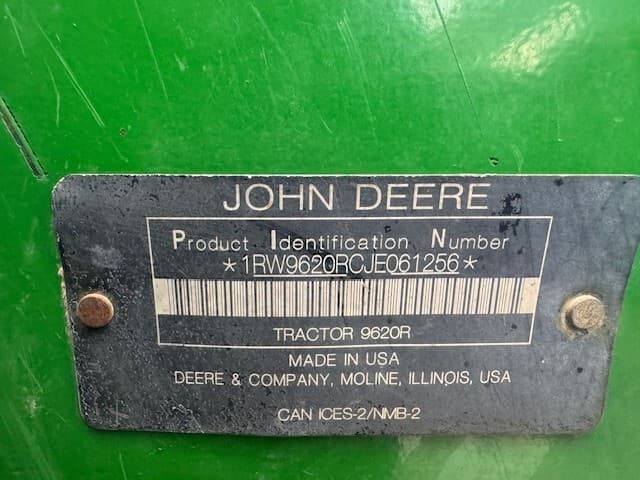 JOHN DEERE
Product Identification Number
*1RW9620RCJE061256*
TRACTOR 9620R
MADE IN USA
DEERE & COMPANY, MOLINE, ILLINOIS, USA
CAN ICES-2/NMB-2